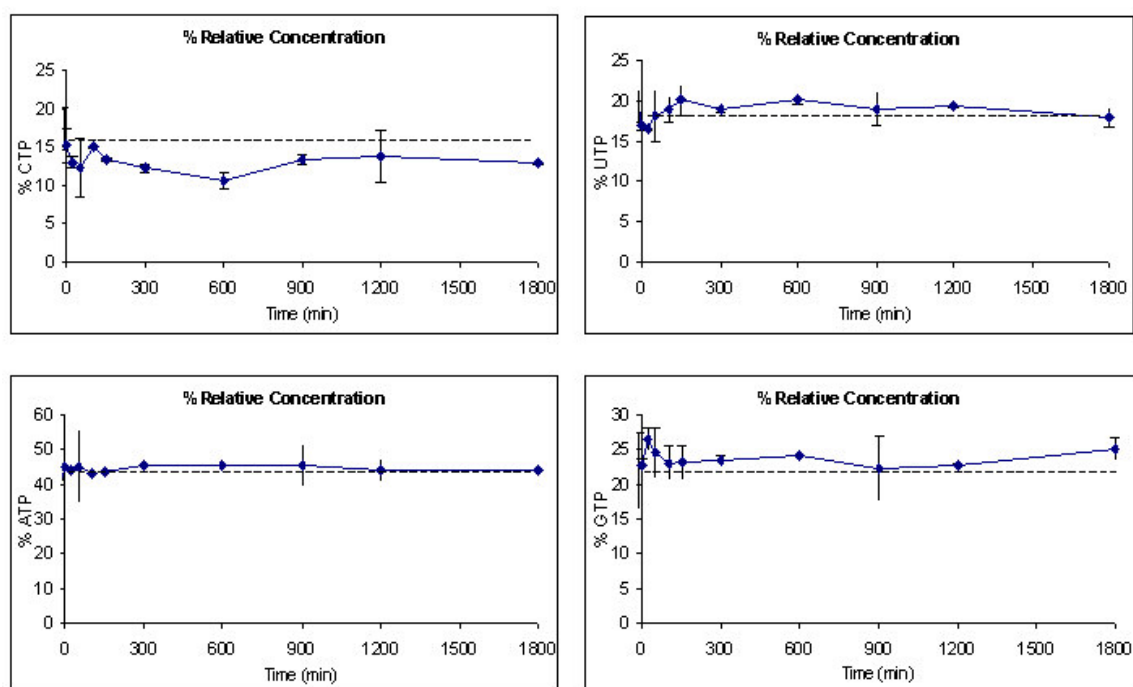 % Relative Concentration
% CTP
25
20
15
10
5
0
0 300 600 900 1200 1500 1800
Time (min)
% Relative Concentration
% UTP
25
20
15
10
5
0
0 300 600 900 1200 1500 1800
Time (min)
% Relative Concentration
% ATP
60
50
40
30
20
10
0
0 300 600 900 1200 1500 1800
Time (min)
% Relative Concentration
% GTP
30
25
20
15
10
5
0
0 300 600 900 1200 1500 1800
Time (min)